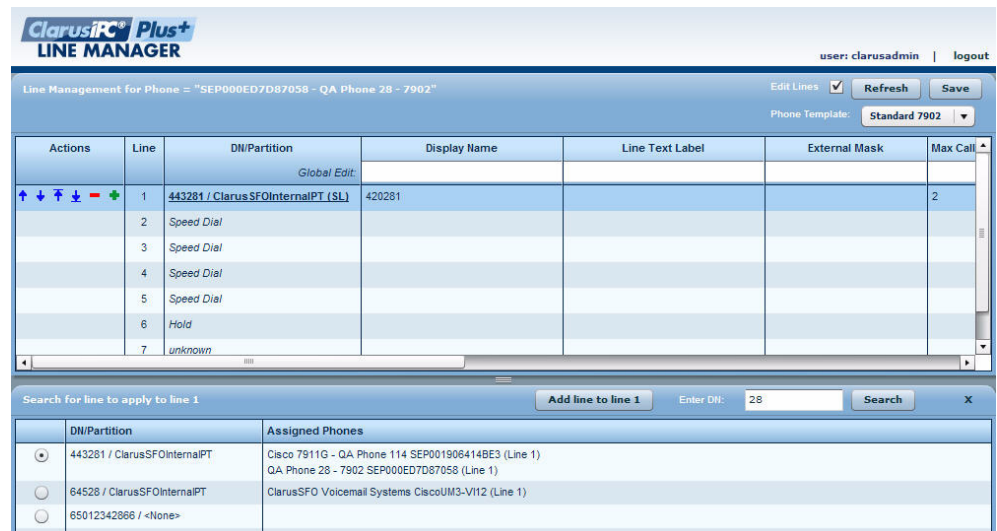 ClarusIPC® Plus+
LINE MANAGER
user: clarusadmin | logout
Line Management for Phone = "SEP000ED7D87058 - QA Phone 28 - 7902"
Edit Lines Refresh Save
Phone Template: Standard 7902
Actions Line DN/Partition Display Name Line Text Label External Mask Max Call
Global Edit:
1 443281 / ClarusSFOInternalPT (SL) 420281 2
2 Speed Dial
3 Speed Dial
4 Speed Dial
5 Speed Dial
6 Hold
7 unknown
Search for line to apply to line 1 Add line to line 1 Enter DN: 28 Search X
DN/Partition Assigned Phones
443281 / ClarusSFOInternalPT Cisco 7911G - QA Phone 114 SEP001906414BE3 (Line 1)
QA Phone 28 - 7902 SEP000ED7D87058 (Line 1)
64528 / ClarusSFOInternalPT ClarusSFO Voicemail Systems CiscoUM3-VI12 (Line 1)
65012342866 / <None>